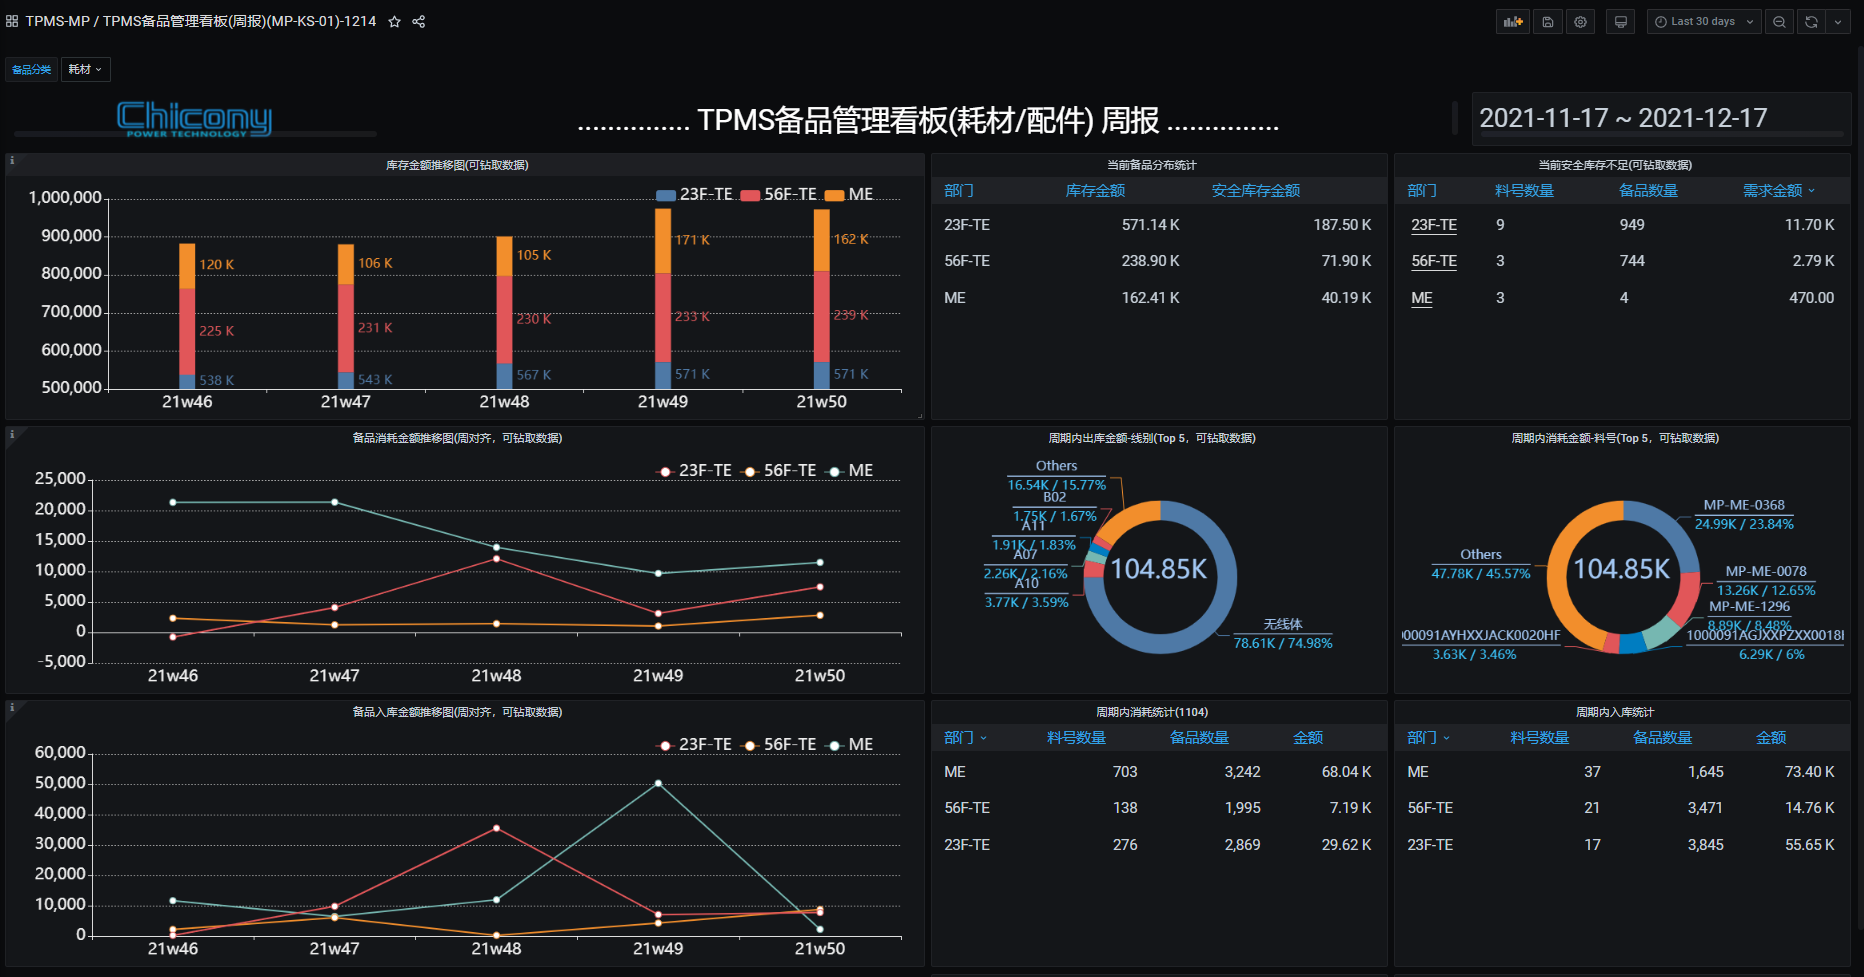 TPMS-MP / TPMS备品管理看板(周报)(MP-KS-01)-1214
Last 30 days
备品分类
耗材
Chicony
POWER TECHNOLOGY
............... TPMS备品管理看板(耗材/配件) 周报 ...............
2021-11-17 ~ 2021-12-17
库存金额推移图(可钻取数据)
23F-TE 56F-TE ME
1,000,000
900,000
800,000
700,000
600,000
500,000
120 K
225 K
538 K
106 K
231 K
543 K
105 K
230 K
567 K
171 K
233 K
571 K
162 K
239 K
571 K
21w46 21w47 21w48 21w49 21w50
当前备品分布统计
部门 库存金额 安全库存金额
23F-TE 571.14 K 187.50 K
56F-TE 238.90 K 71.90 K
ME 162.41 K 40.19 K
当前安全库存不足(可钻取数据)
部门 料号数量 备品数量 需求金额
23F-TE 9 949 11.70 K
56F-TE 3 744 2.79 K
ME 3 4 470.00
备品消耗金额推移图(周对齐，可钻取数据)
23F-TE 56F-TE ME
25,000
20,000
15,000
10,000
5,000
0
-5,000
21w46 21w47 21w48 21w49 21w50
周期内出库金额-线别(Top 5，可钻取数据)
Others
16.54K / 15.77%
B02
1.75K / 1.67%
A11
1.91K / 1.83%
A07
2.26K / 2.16%
A10
3.77K / 3.59%
104.85K
无线体
78.61K / 74.98%
周期内消耗金额-料号(Top 5，可钻取数据)
MP-ME-0368
24.99K / 23.84%
Others
47.78K / 45.57%
104.85K
MP-ME-0078
13.26K / 12.65%
MP-ME-1296
8.89K / 8.48%
000091AYHXXJACK0020HF
3.63K / 3.46%
1000091AGJXXPZXX0018
6.29K / 6%
备品入库金额推移图(周对齐，可钻取数据)
23F-TE 56F-TE ME
60,000
50,000
40,000
30,000
20,000
10,000
0
21w46 21w47 21w48 21w49 21w50
周期内消耗统计(1104)
部门 料号数量 备品数量 金额
ME 703 3,242 68.04 K
56F-TE 138 1,995 7.19 K
23F-TE 276 2,869 29.62 K
周期内入库统计
部门 料号数量 备品数量 金额
ME 37 1,645 73.40 K
56F-TE 21 3,471 14.76 K
23F-TE 17 3,845 55.65 K